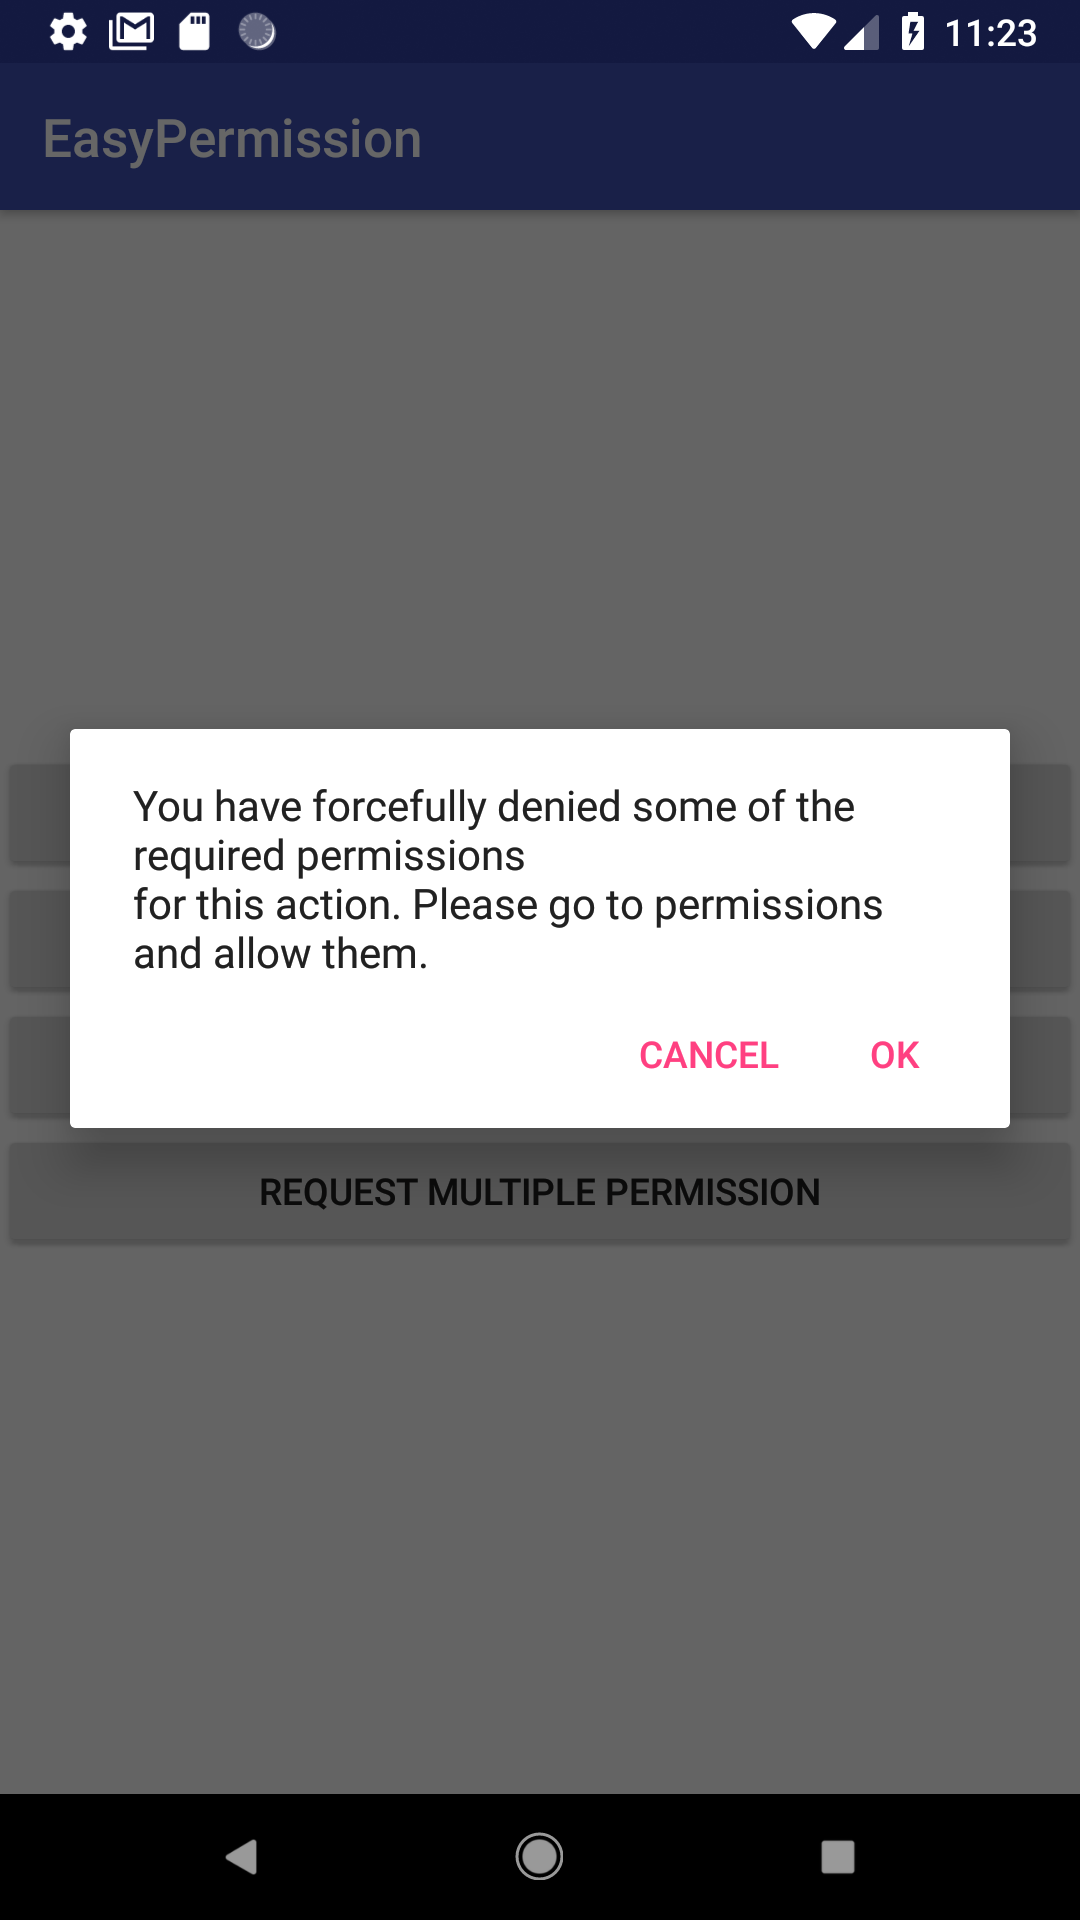 11:23
EasyPermission
You have forcefully denied some of the
required permissions
for this action. Please go to permissions
and allow them.
CANCEL OK
REQUEST MULTIPLE PERMISSION